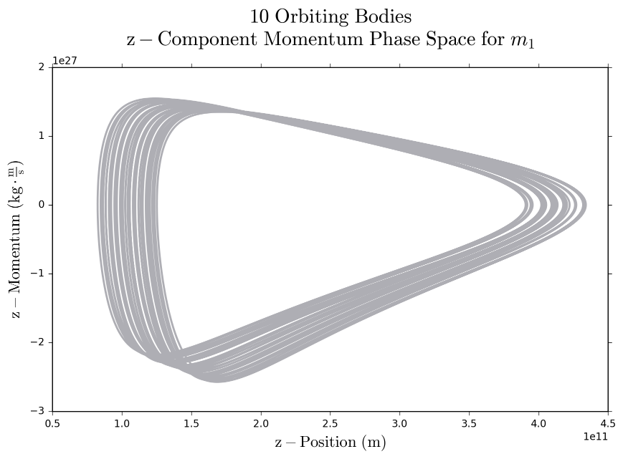 10 Orbiting Bodies
z – Component Momentum Phase Space for m₁
1e27
2
1
0
−1
−2
−3
z – Momentum (kg · m/s)
0.5 1.0 1.5 2.0 2.5 3.0 3.5 4.0 4.5
1e11
z – Position (m)